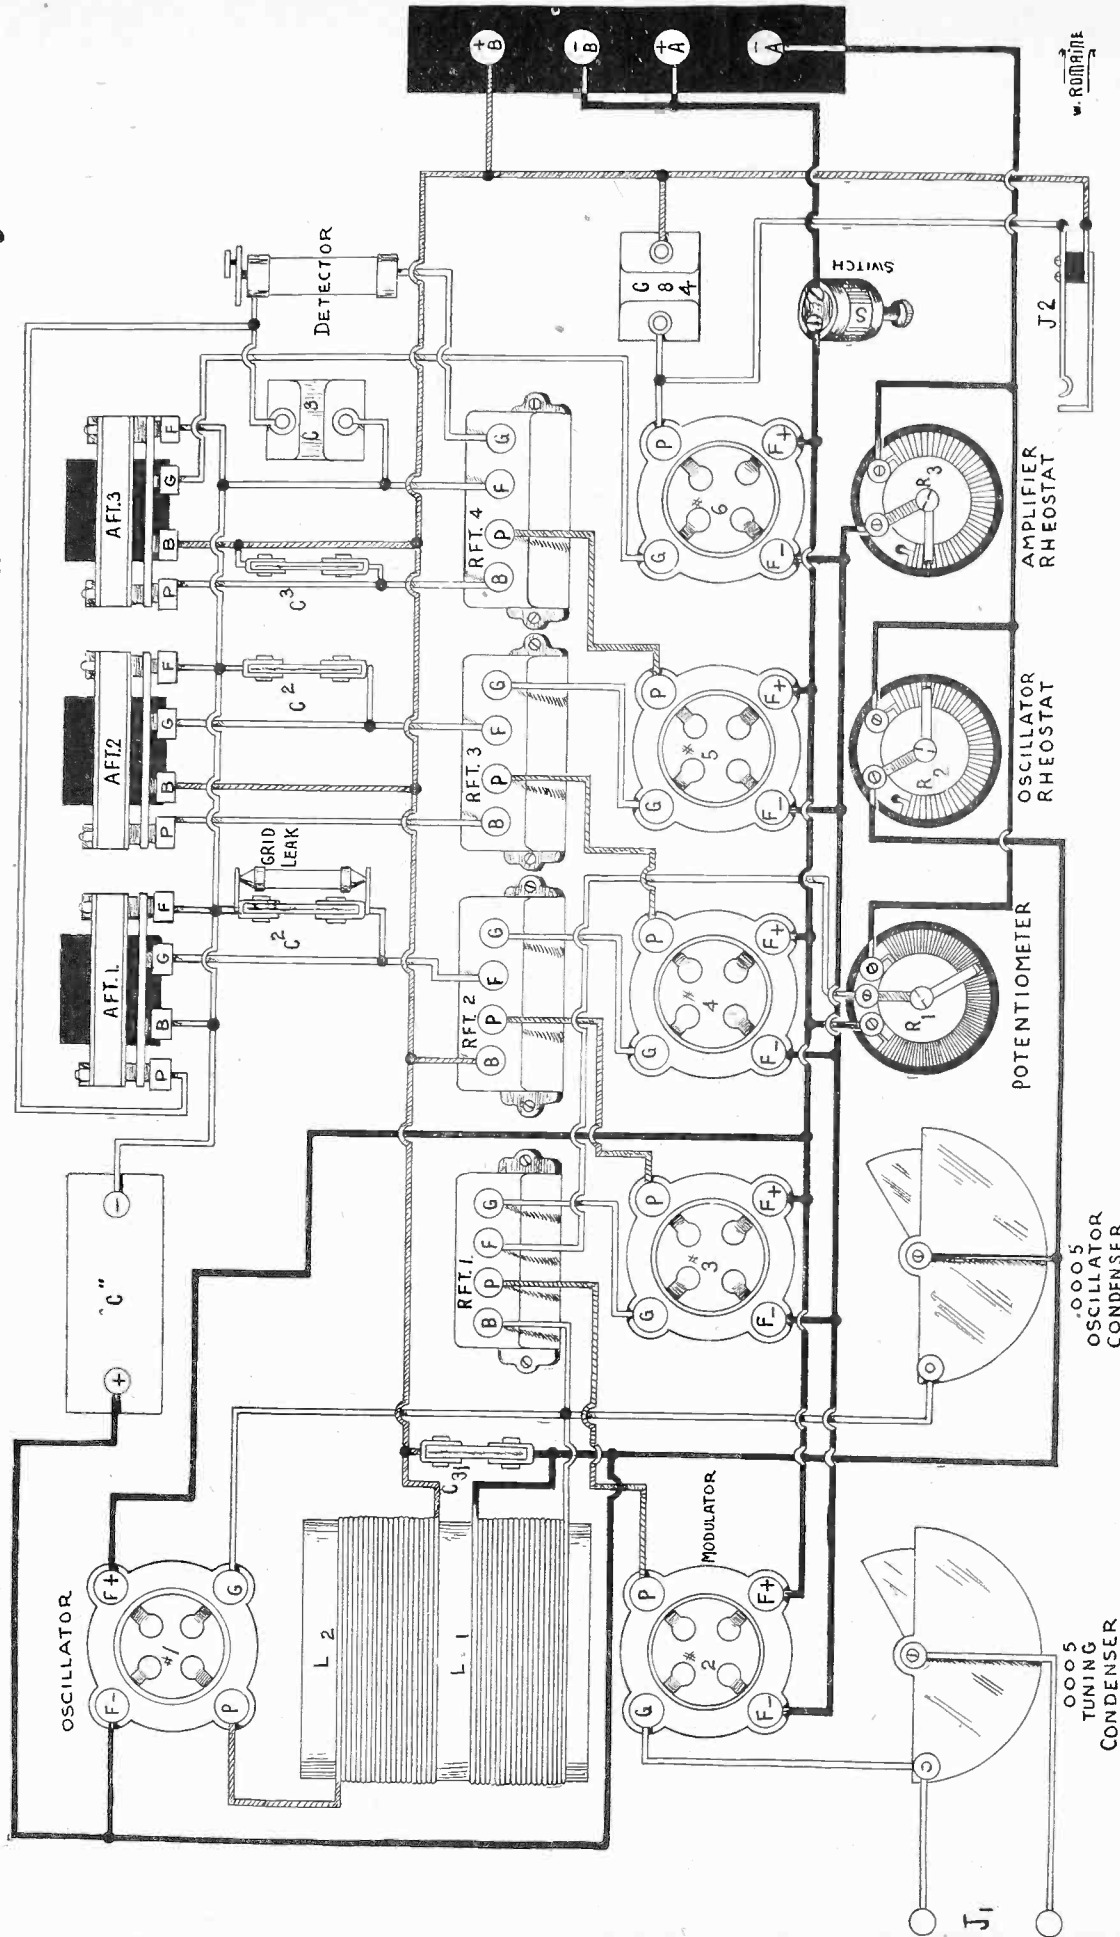 OSCILLATOR
F-
F+
P
G
#1
"C"
+
-
AFT.1.
P
B
G
F
AFT.2
P
B
G
F
AFT.3
P
B
G
F
C2
GRID
LEAK
C2
C3
C3
DETECTOR
L2
L1
C3
RFT.1.
B
P
F
G
RFT.2
B
P
F
G
RFT.3
B
P
F
G
RFT.4
B
P
F
G
+B
-B
+A
-A
MODULATOR
G
P
#2
F-
F+
G
P
#3
F-
F+
G
P
#4
F-
F+
G
P
#5
F-
F+
G
P
#6
F-
F+
C84
S
SWITCH
J1
0005
TUNING
CONDENSER
.0005
OSCILLATOR
CONDENSER
R1
POTENTIOMETER
R2
OSCILLATOR
RHEOSTAT
R3
AMPLIFIER
RHEOSTAT
J2
W. ROMAINE